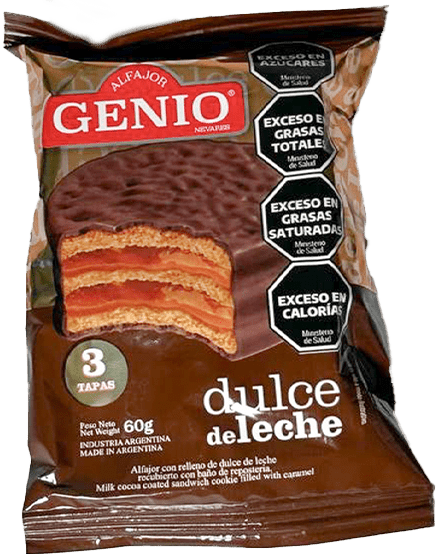 EXCESO EN
AZÚCARES
Ministerio
de Salud
ALFAJOR
GENIO®
NEVARES
EXCESO EN
GRASAS
TOTALES
Ministerio
de Salud
EXCESO EN
GRASAS
SATURADAS
Ministerio
de Salud
EXCESO EN
CALORÍAS
Ministerio
de Salud
3
TAPAS
dulce
de leche
Peso Neto
Net Weight 60g
INDUSTRIA ARGENTINA
MADE IN ARGENTINA
Alfajor con relleno de dulce de leche
recubierto con baño de repostería.
Milk cocoa coated sandwich cookie filled with caramel